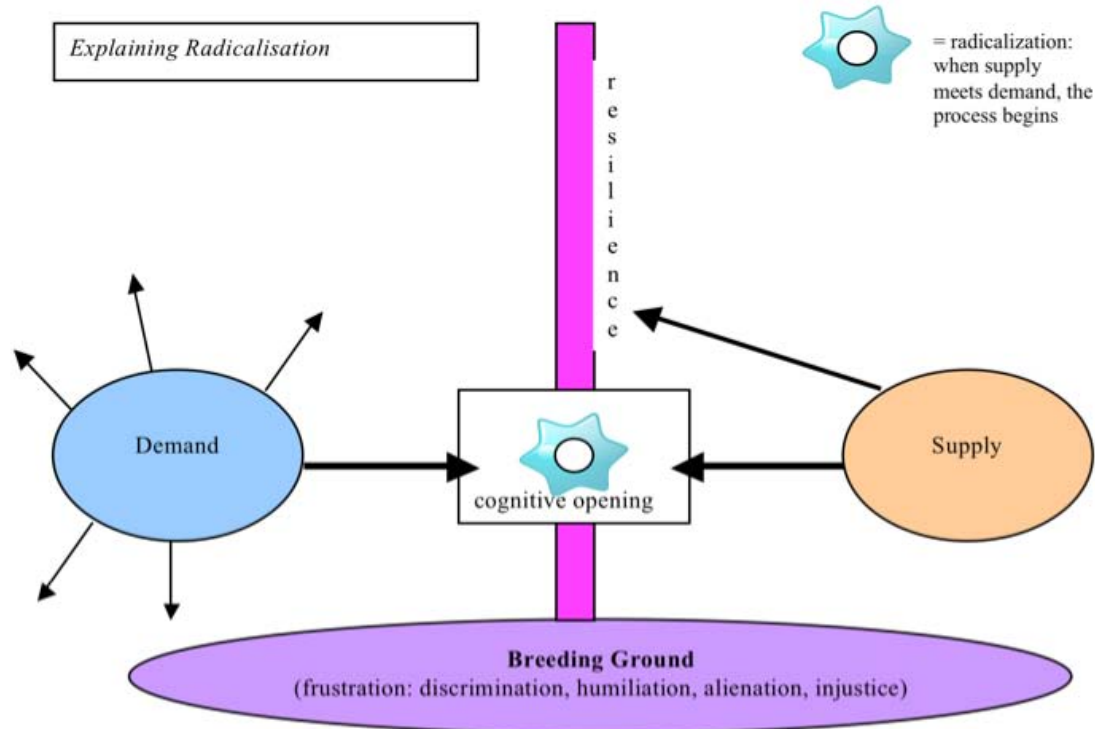 Explaining Radicalisation
= radicalization:
when supply
meets demand, the
process begins
resilience
Demand
Supply
cognitive opening
Breeding Ground
(frustration: discrimination, humiliation, alienation, injustice)